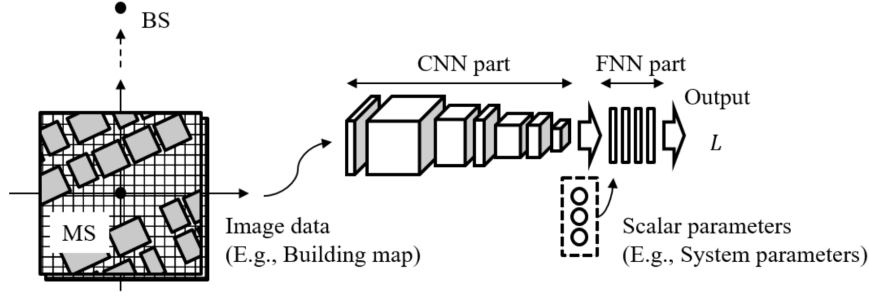 BS
CNN part
FNN part
Output
L
MS
Image data
(E.g., Building map)
Scalar parameters
(E.g., System parameters)